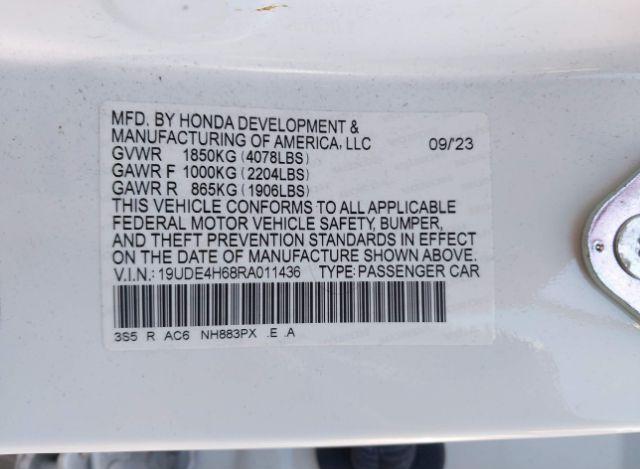 MFD. BY HONDA DEVELOPMENT &
MANUFACTURING OF AMERICA, LLC 09/'23
GVWR 1850KG (4078LBS)
GAWR F 1000KG (2204LBS)
GAWR R 865KG (1906LBS)
THIS VEHICLE CONFORMS TO ALL APPLICABLE
FEDERAL MOTOR VEHICLE SAFETY, BUMPER,
AND THEFT PREVENTION STANDARDS IN EFFECT
ON THE DATE OF MANUFACTURE SHOWN ABOVE.
V.I.N.: 19UDE4H68RA011436 TYPE: PASSENGER CAR
3S5 R AC6 NH883PX .E .A